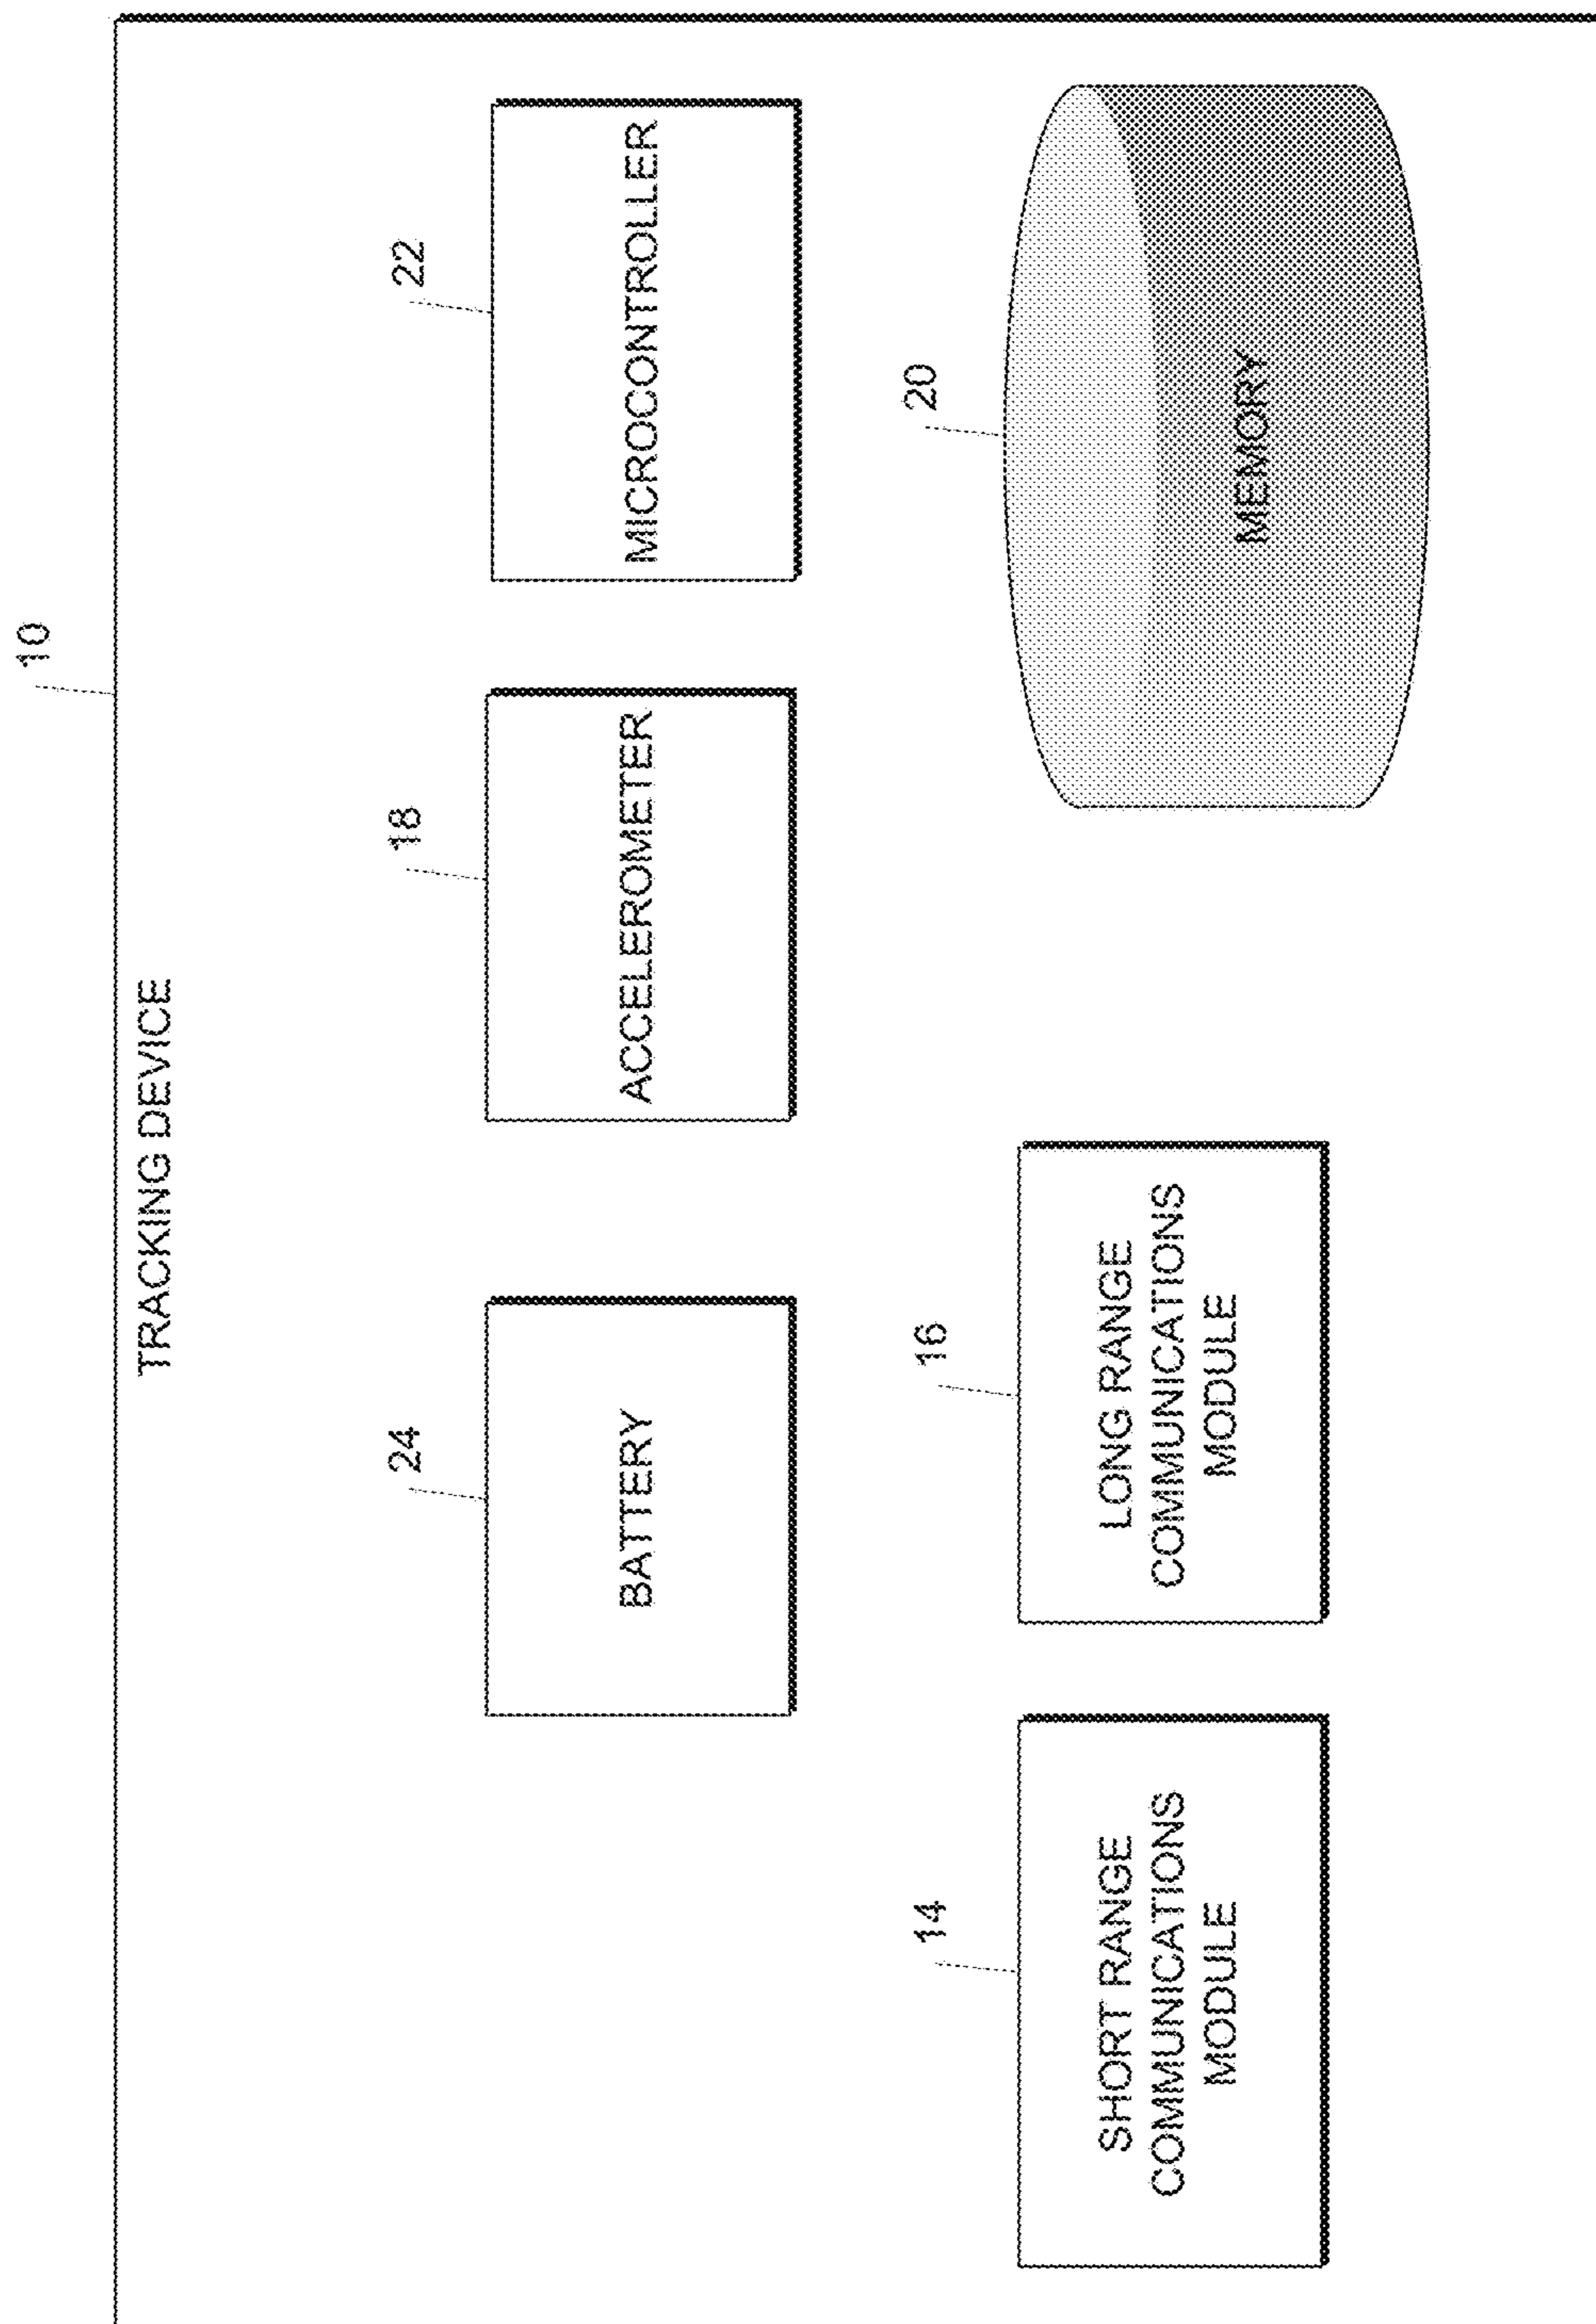 10
TRACKING DEVICE
24
BATTERY
18
ACCELEROMETER
22
MICROCONTROLLER
14
SHORT RANGE
COMMUNICATIONS
MODULE
16
LONG RANGE
COMMUNICATIONS
MODULE
20
MEMORY